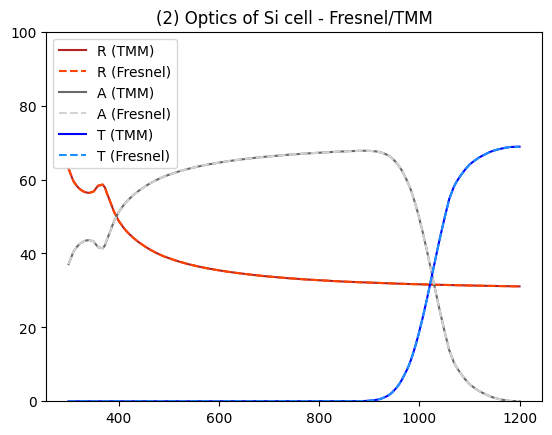 (2) Optics of Si cell - Fresnel/TMM
100
80
60
40
20
0
R (TMM)
R (Fresnel)
A (TMM)
A (Fresnel)
T (TMM)
T (Fresnel)
400 600 800 1000 1200